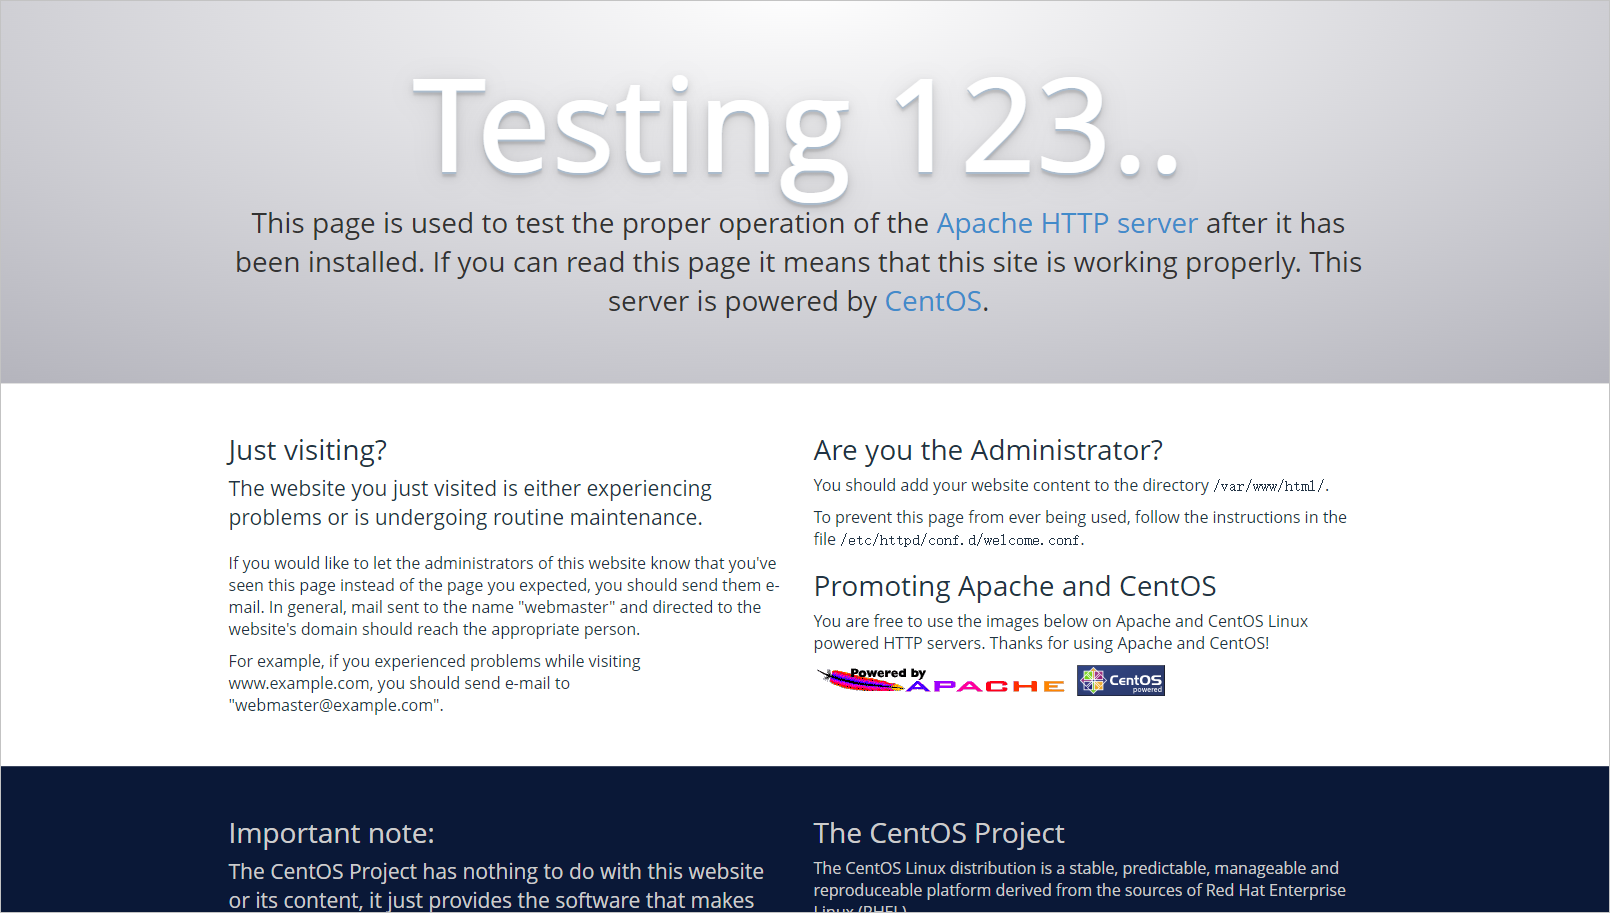 Testing 123..
This page is used to test the proper operation of the Apache HTTP server after it has
been installed. If you can read this page it means that this site is working properly. This
server is powered by CentOS.
Just visiting?
The website you just visited is either experiencing
problems or is undergoing routine maintenance.
If you would like to let the administrators of this website know that you've
seen this page instead of the page you expected, you should send them e-
mail. In general, mail sent to the name "webmaster" and directed to the
website's domain should reach the appropriate person.
For example, if you experienced problems while visiting
www.example.com, you should send e-mail to
"webmaster@example.com".
Are you the Administrator?
You should add your website content to the directory /var/www/html/.
To prevent this page from ever being used, follow the instructions in the
file /etc/httpd/conf.d/welcome.conf.
Promoting Apache and CentOS
You are free to use the images below on Apache and CentOS Linux
powered HTTP servers. Thanks for using Apache and CentOS!
Powered by
APACHE
CentOS
powered
Important note:
The CentOS Project has nothing to do with this website
or its content, it just provides the software that makes
The CentOS Project
The CentOS Linux distribution is a stable, predictable, manageable and
reproduceable platform derived from the sources of Red Hat Enterprise
Linux (RHEL)